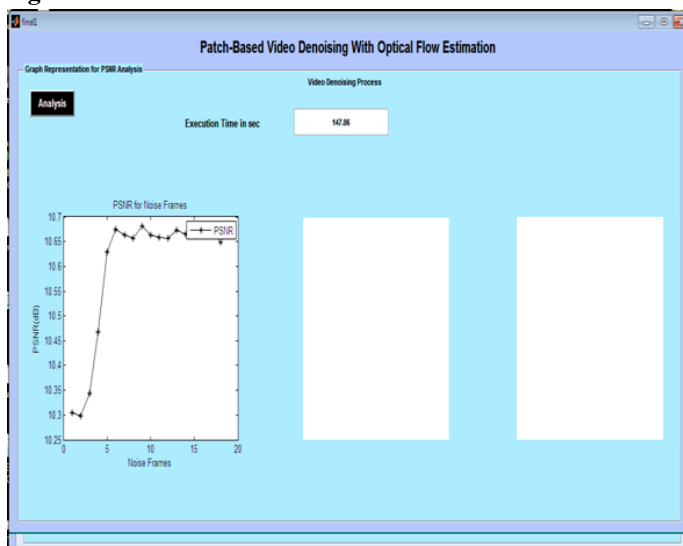 final1
Patch-Based Video Denoising With Optical Flow Estimation
Graph Representation for PSNR Analysis
Video Denoising Process
Analysis
Execution Time in sec
147.06
PSNR for Noise Frames
PSNR
10.7
10.65
10.6
10.55
10.5
10.45
10.4
10.35
10.3
10.25
PSNR(dB)
0 5 10 15 20
Noise Frames